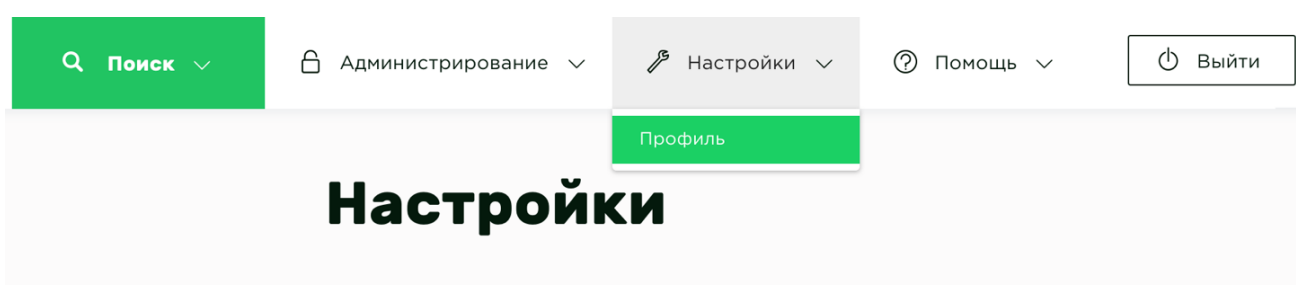 Поиск Администрирование Настройки Помощь Выйти
Профиль
Настройки